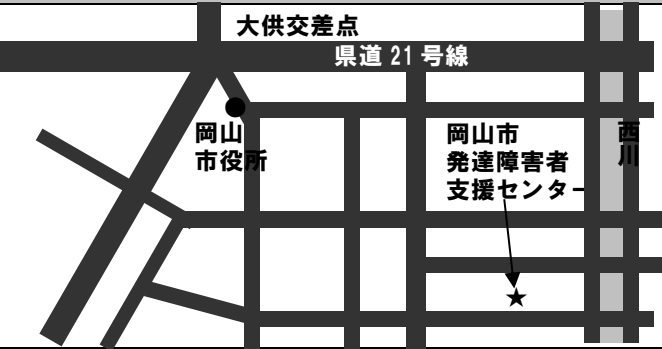 大供交差点
県道 21 号線
岡山
市役所
岡山市
発達障害者
支援センター
西川